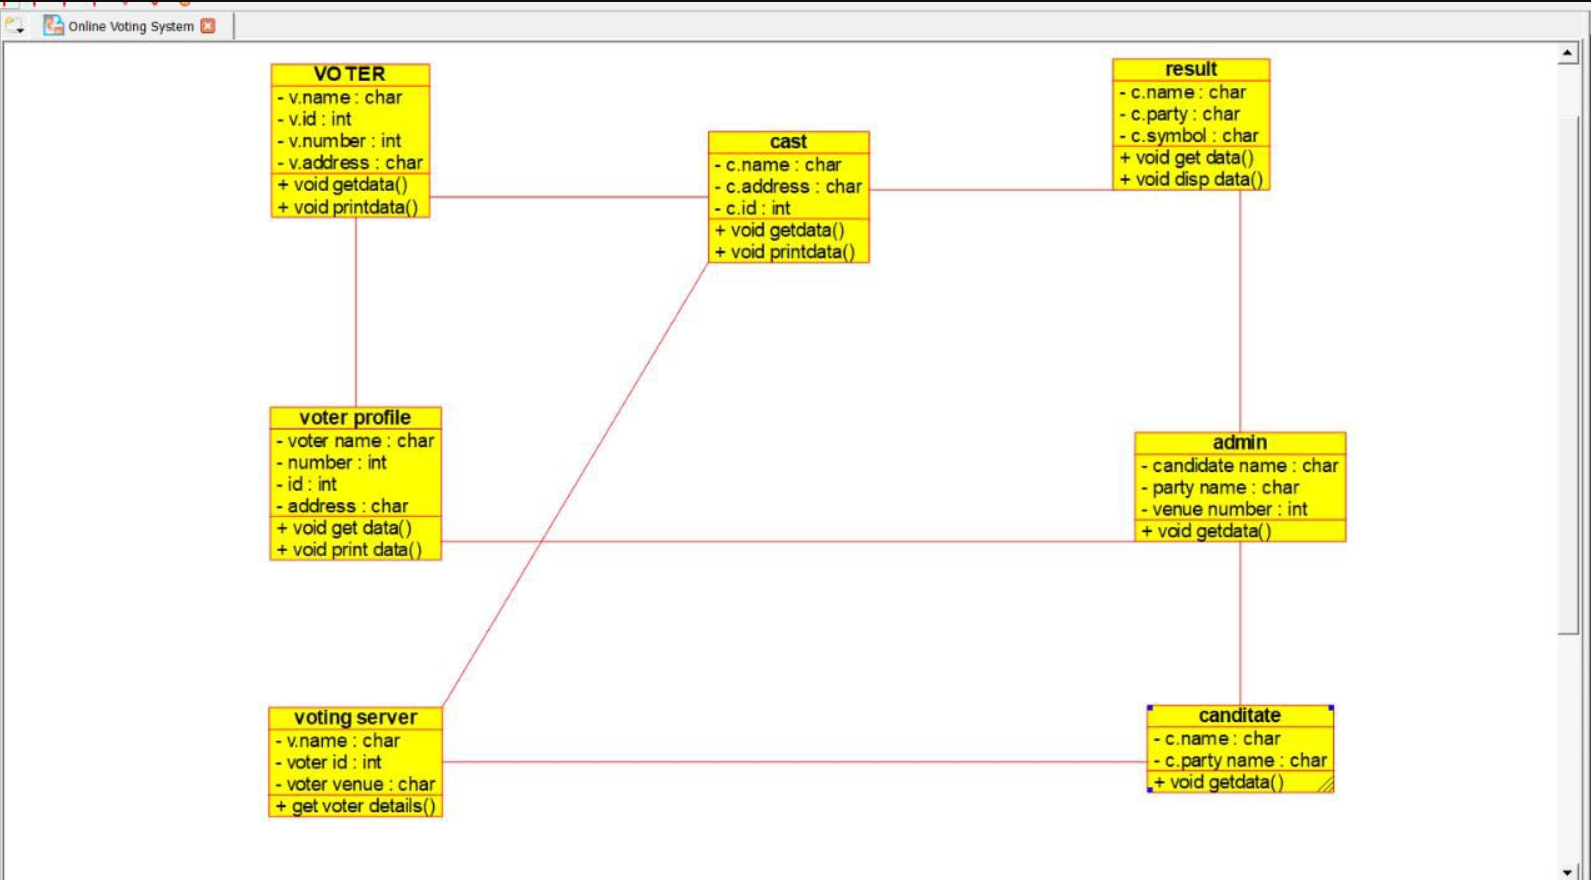 Online Voting System
VOTER
- v.name : char
- v.id : int
- v.number : int
- v.address : char
+ void getdata()
+ void printdata()
cast
- c.name : char
- c.address : char
- c.id : int
+ void getdata()
+ void printdata()
result
- c.name : char
- c.party : char
- c.symbol : char
+ void get data()
+ void disp data()
voter profile
- voter name : char
- number : int
- id : int
- address : char
+ void get data()
+ void print data()
admin
- candidate name : char
- party name : char
- venue number : int
+ void getdata()
voting server
- v.name : char
- voter id : int
- voter venue : char
+ get voter details()
canditate
- c.name : char
- c.party name : char
+ void getdata()